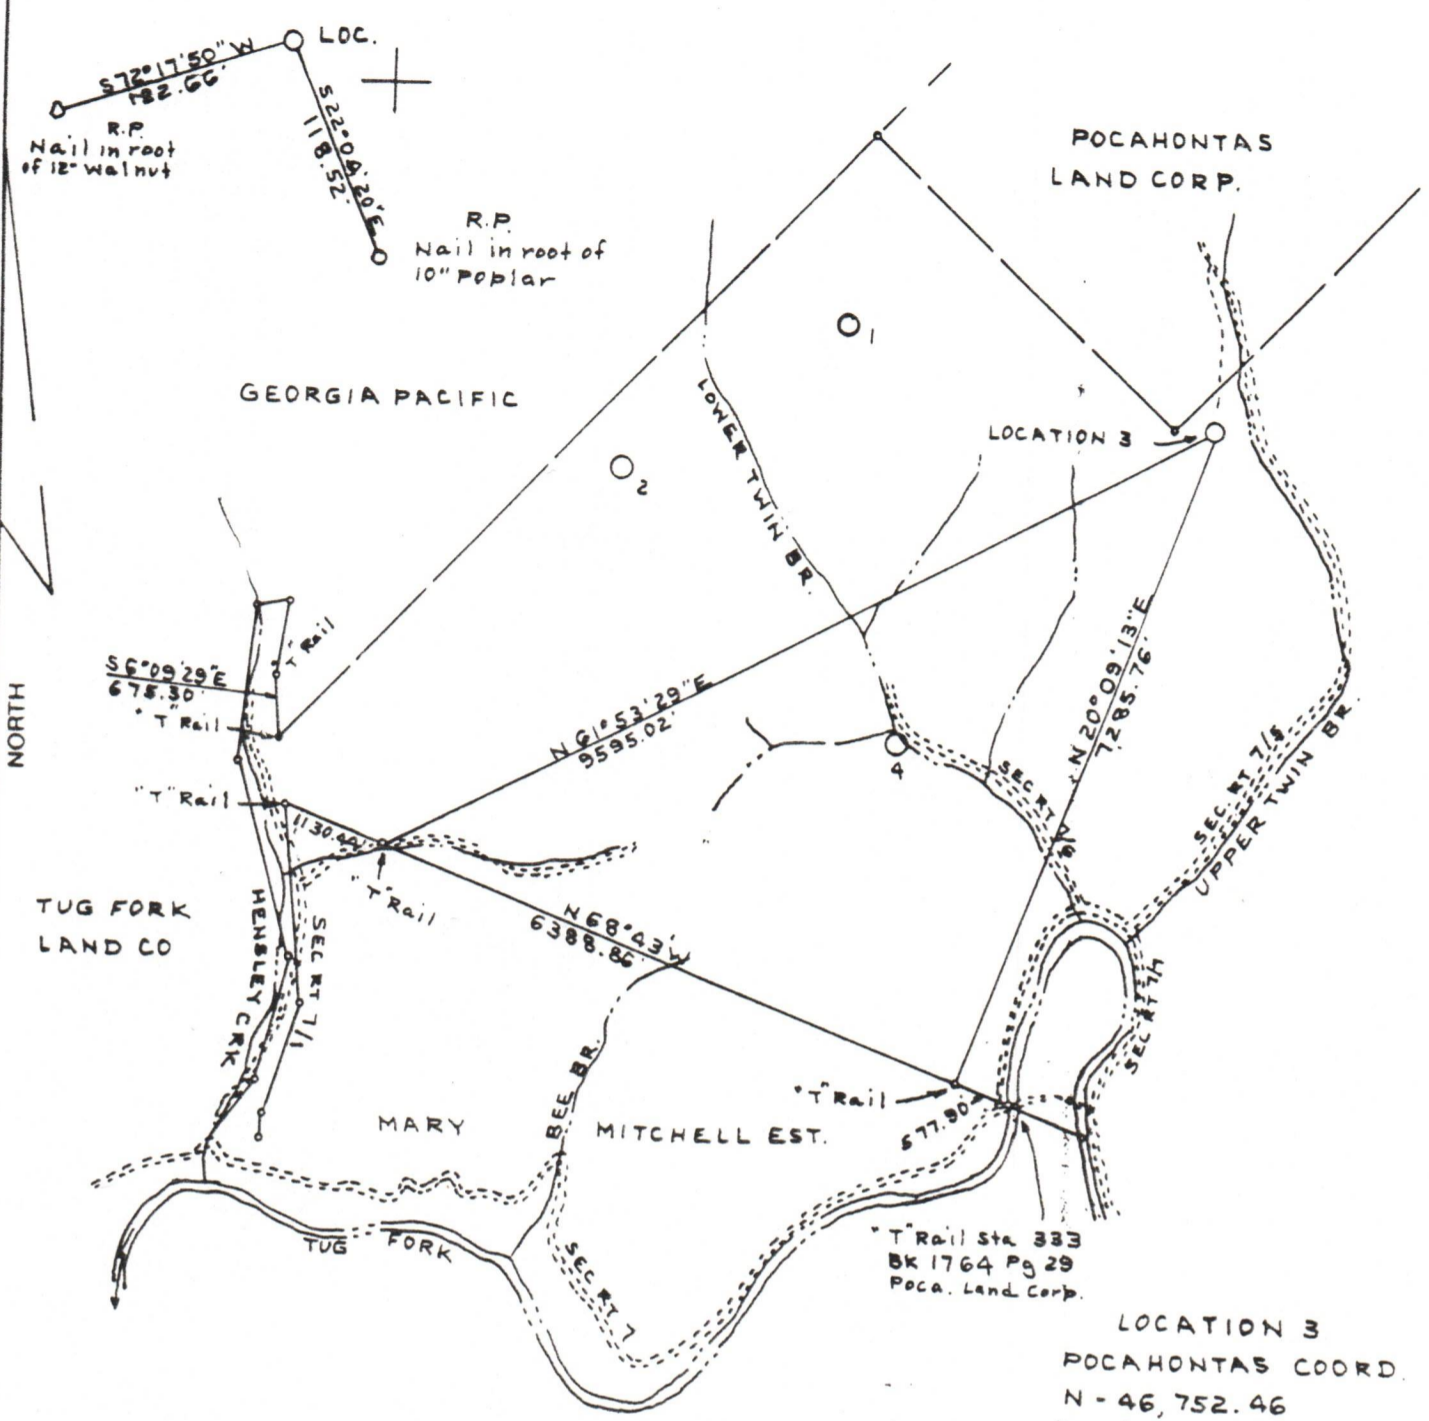 LOC.
S72°17'50"W
182.66'
R.P.
Nail in root
of 12" walnut
S22°04'20"E
118.52'
R.P.
Nail in root of
10" Poplar
POCAHONTAS
LAND CORP.
GEORGIA PACIFIC
1
2
LOWER TWIN BR.
LOCATION 3
NORTH
"T" Rail
S6°09'29"E
675.30'
"T" Rail
"T" Rail
1130.44
"T" Rail
N61°53'29"E
9595.02'
N20°09'13"E
7285.76'
4
SEC RT 7/9
SEC. RT. 7/5
UPPER TWIN BR.
TUG FORK
LAND CO
HENSLEY CRK
SEC RT 7/1
N68°43'W
6388.86'
SEC RT 7/7
BEE BR.
"T" Rail
677.90
MARY
MITCHELL EST.
TUG FORK
SEC RT 7
"T" Rail Sta 333
BK 1764 Pg 29
Poca. Land Corp.
LOCATION 3
POCAHONTAS COORD.
N - 46,752.46